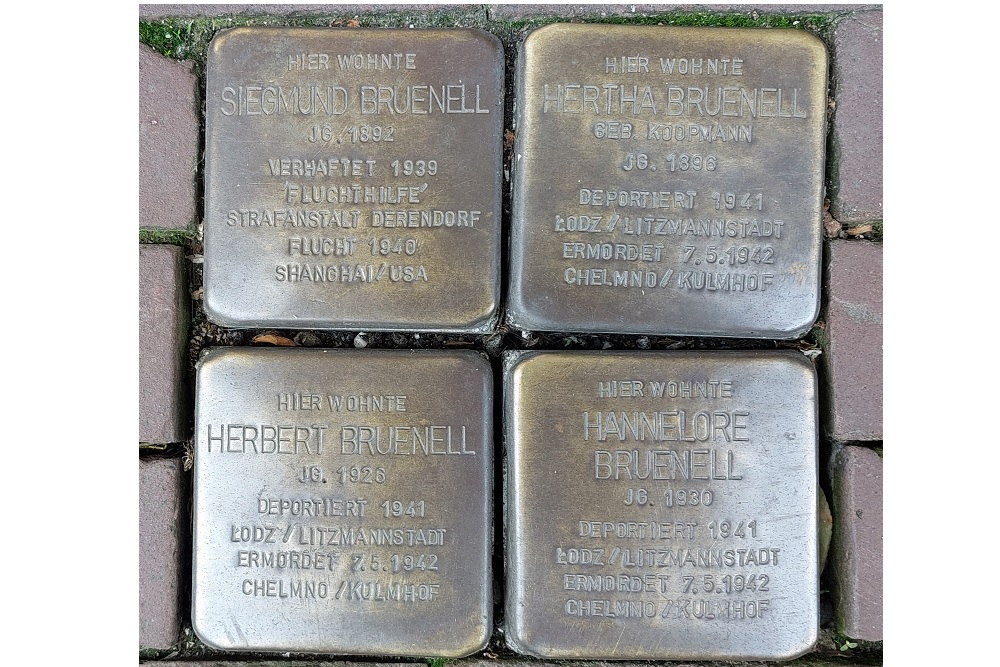 HIER WOHNTE
SIEGMUND BRUENELL
JG. 1892
VERHAFTET 1939
'FLUCHTHILFE'
STRAFANSTALT DERENDORF
FLUCHT 1940
SHANGHAI/USA
HIER WOHNTE
HERTHA BRUENELL
GEB. KOOPMANN
JG. 1896
DEPORTIERT 1941
ŁODZ/LITZMANNSTADT
ERMORDET 7.5.1942
CHELMNO/KULMHOF
HIER WOHNTE
HERBERT BRUENELL
JG. 1926
DEPORTIERT 1941
ŁODZ/LITZMANNSTADT
ERMORDET 7.5.1942
CHELMNO/KULMHOF
HIER WOHNTE
HANNELORE
BRUENELL
JG. 1930
DEPORTIERT 1941
ŁODZ/LITZMANNSTADT
ERMORDET 7.5.1942
CHELMNO/KULMHOF